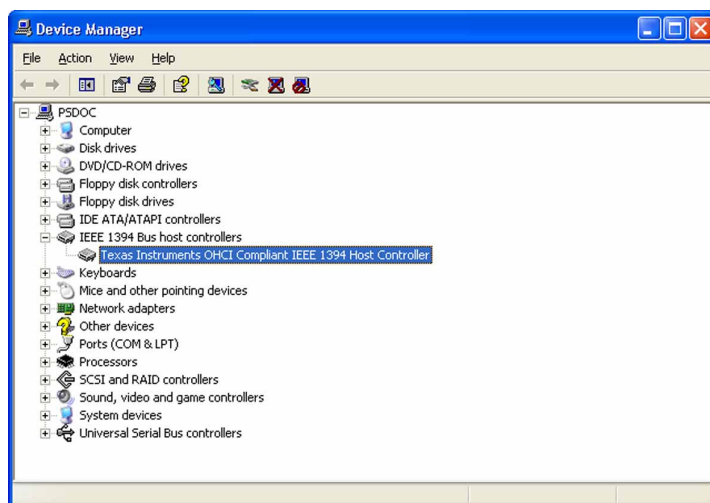 Device Manager
File Action View Help
PSDOC
Computer
Disk drives
DVD/CD-ROM drives
Floppy disk controllers
Floppy disk drives
IDE ATA/ATAPI controllers
IEEE 1394 Bus host controllers
Texas Instruments OHCI Compliant IEEE 1394 Host Controller
Keyboards
Mice and other pointing devices
Network adapters
Other devices
Ports (COM & LPT)
Processors
SCSI and RAID controllers
Sound, video and game controllers
System devices
Universal Serial Bus controllers